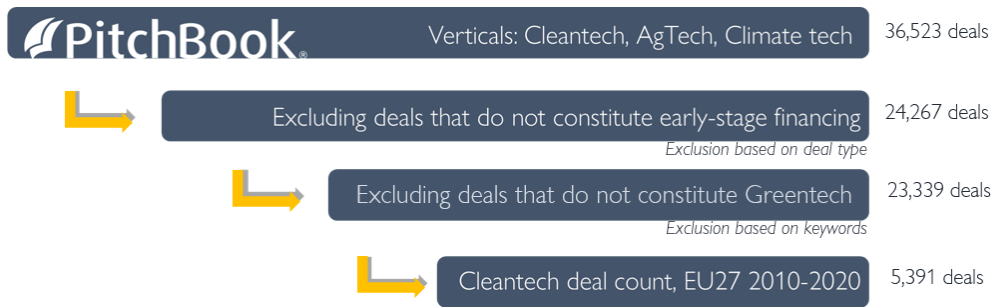 PitchBook® Verticals: Cleantech, AgTech, Climate tech 36,523 deals
Excluding deals that do not constitute early-stage financing 24,267 deals
Exclusion based on deal type
Excluding deals that do not constitute Greentech 23,339 deals
Exclusion based on keywords
Cleantech deal count, EU27 2010-2020 5,391 deals